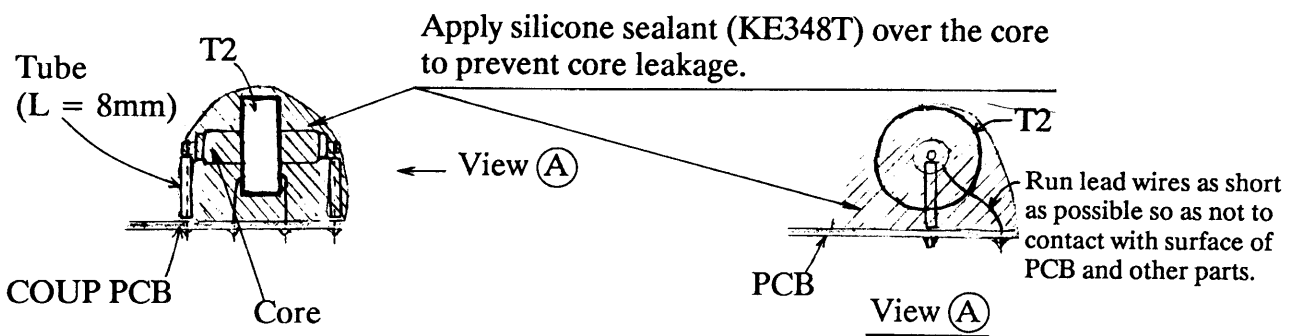 Apply silicone sealant (KE348T) over the core
to prevent core leakage.
T2
Tube
(L = 8mm)
View Ⓐ
COUP PCB
Core
T2
Run lead wires as short
as possible so as not to
contact with surface of
PCB and other parts.
PCB
View Ⓐ